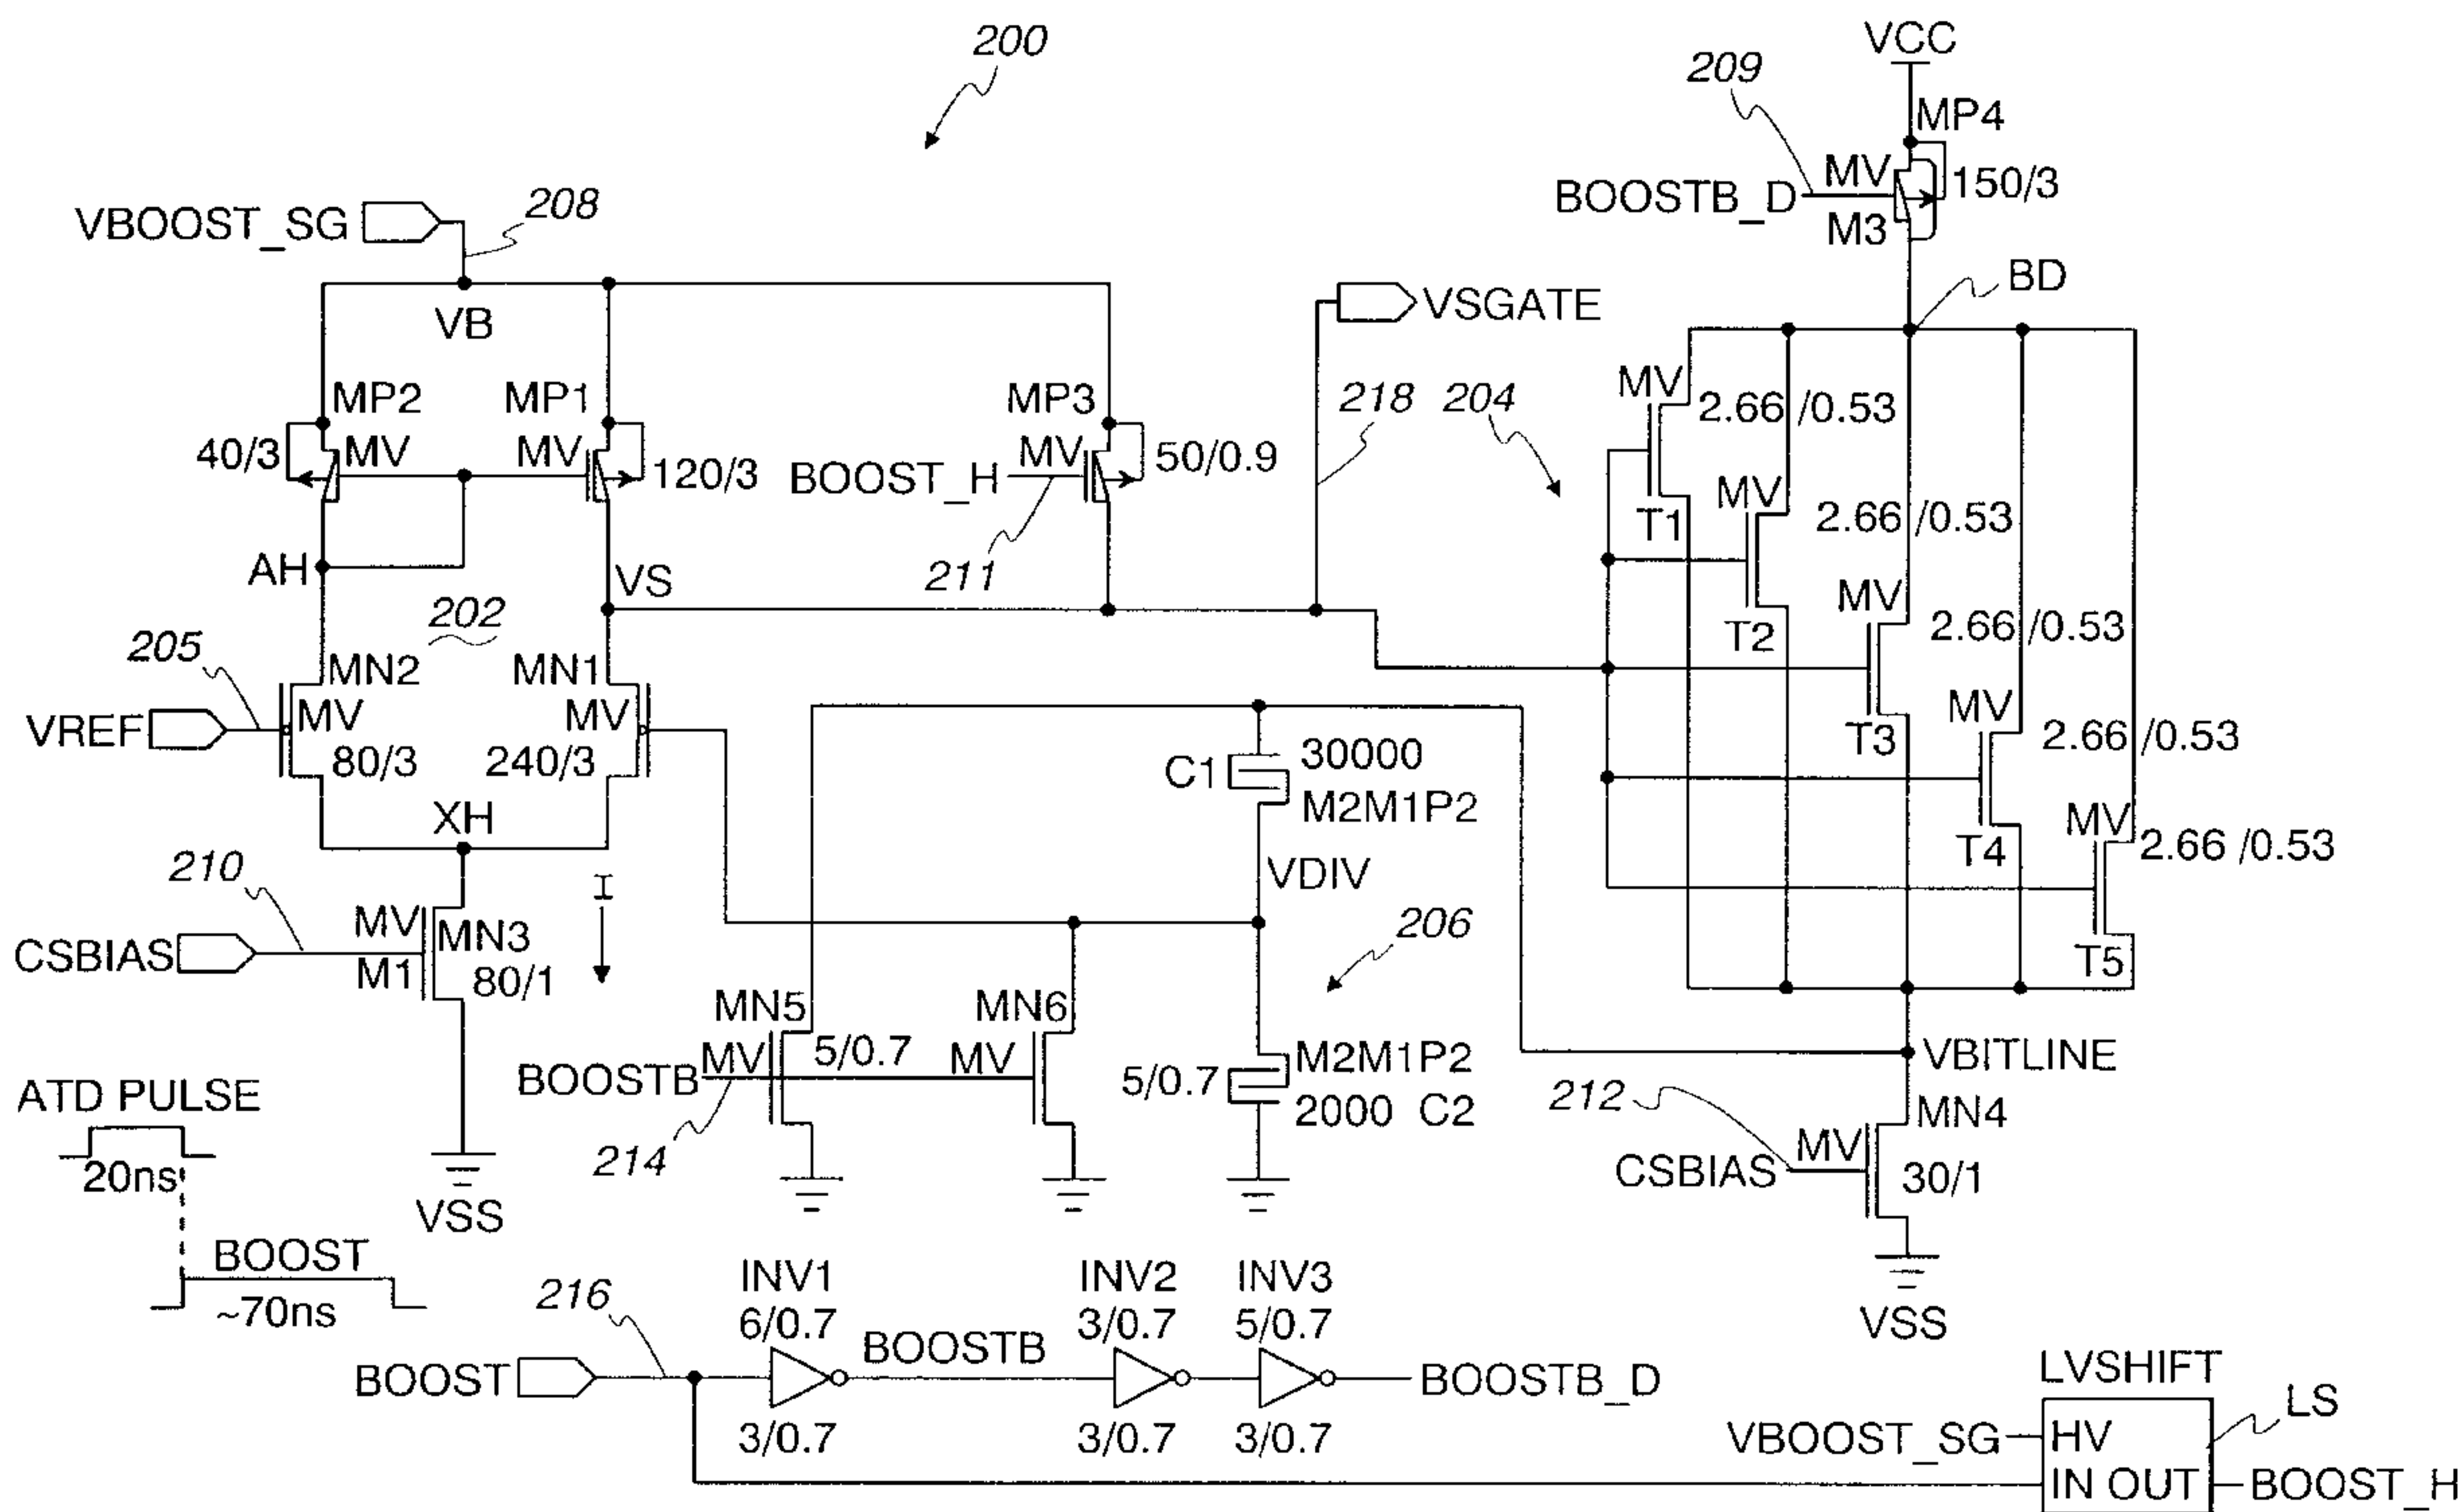 200
VCC
209
MP4
MV
150/3
BOOSTB_D
M3
VBOOST_SG
208
BD
VB
VSGATE
MP2
MP1
MP3
218
204
MV
2.66 /0.53
40/3
MV
MV
120/3
BOOST_H
MV
50/0.9
T1
MV
2.66 /0.53
AH
VS
211
T2
MV
2.66 /0.53
202
205
MN2
MN1
VREF
MV
MV
80/3
240/3
T3
MV
2.66 /0.53
C1
30000
M2M1P2
XH
T4
MV
2.66 /0.53
210
I
VDIV
CSBIAS
MV
MN3
M1
80/1
206
T5
MN5
MN6
BOOSTB
MV
5/0.7
MV
5/0.7
M2M1P2
2000 C2
VBITLINE
214
212
MN4
MV
CSBIAS
30/1
VSS
ATD PULSE
20ns
VSS
BOOST
~70ns
216
INV1
6/0.7
INV2
3/0.7
INV3
5/0.7
BOOST
BOOSTB
BOOSTB_D
3/0.7
3/0.7
3/0.7
LVSHIFT
LS
VBOOST_SG
HV
IN OUT
BOOST_H